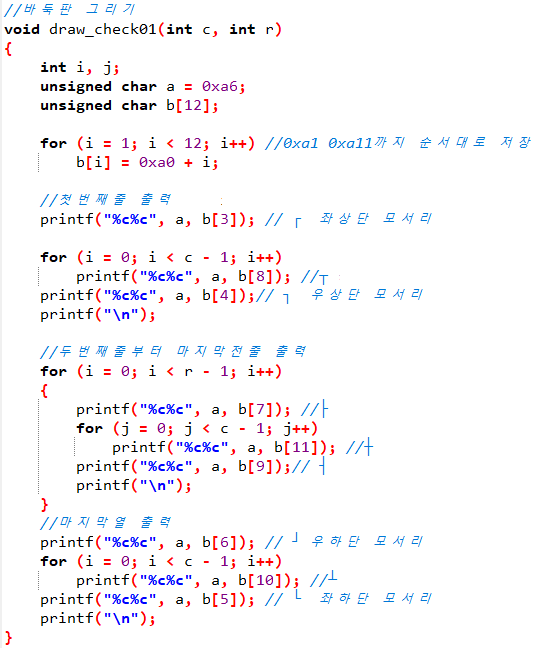 //바둑판 그리기
void draw_check01(int c, int r)
{
    int i, j;
    unsigned char a = 0xa6;
    unsigned char b[12];

    for (i = 1; i < 12; i++) //0xa1 0xa11까지 순서대로 저장
        b[i] = 0xa0 + i;

    //첫번째줄 출력
    printf("%c%c", a, b[3]); // ┌ 좌상단 모서리

    for (i = 0; i < c - 1; i++)
        printf("%c%c", a, b[8]); //┬
    printf("%c%c", a, b[4]);// ┐ 우상단 모서리
    printf("\n");

    //두번째줄부터 마지막전줄 출력
    for (i = 0; i < r - 1; i++)
    {
        printf("%c%c", a, b[7]); //├
        for (j = 0; j < c - 1; j++)
            printf("%c%c", a, b[11]); //┼
        printf("%c%c", a, b[9]);// ┤
        printf("\n");
    }
    //마지막열 출력
    printf("%c%c", a, b[6]); // ┘ 우하단 모서리
    for (i = 0; i < c - 1; i++)
        printf("%c%c", a, b[10]); //┴
    printf("%c%c", a, b[5]); // └ 좌하단 모서리
    printf("\n");
}